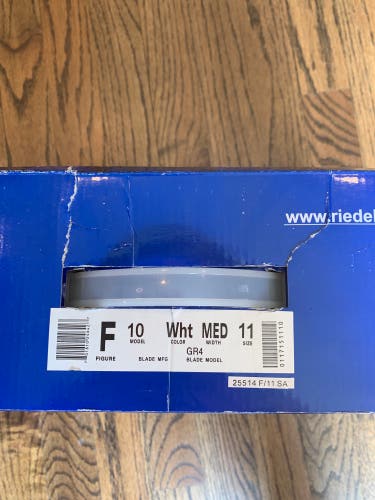 www.riedel
F 10 Wht MED 11
FIGURE MODEL COLOR WIDTH SIZE
GR4
BLADE MFG BLADE MODEL
0117151110
25514 F/11:SA